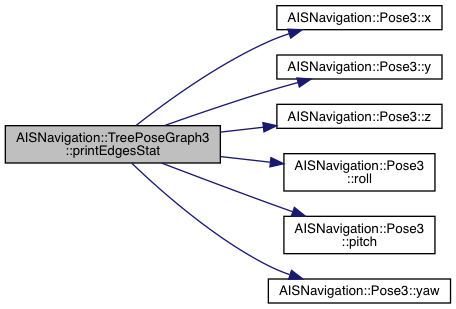 AISNavigation::Pose3::x
AISNavigation::Pose3::y
AISNavigation::Pose3::z
AISNavigation::TreePoseGraph3
::printEdgesStat
AISNavigation::Pose3
::roll
AISNavigation::Pose3
::pitch
AISNavigation::Pose3::yaw